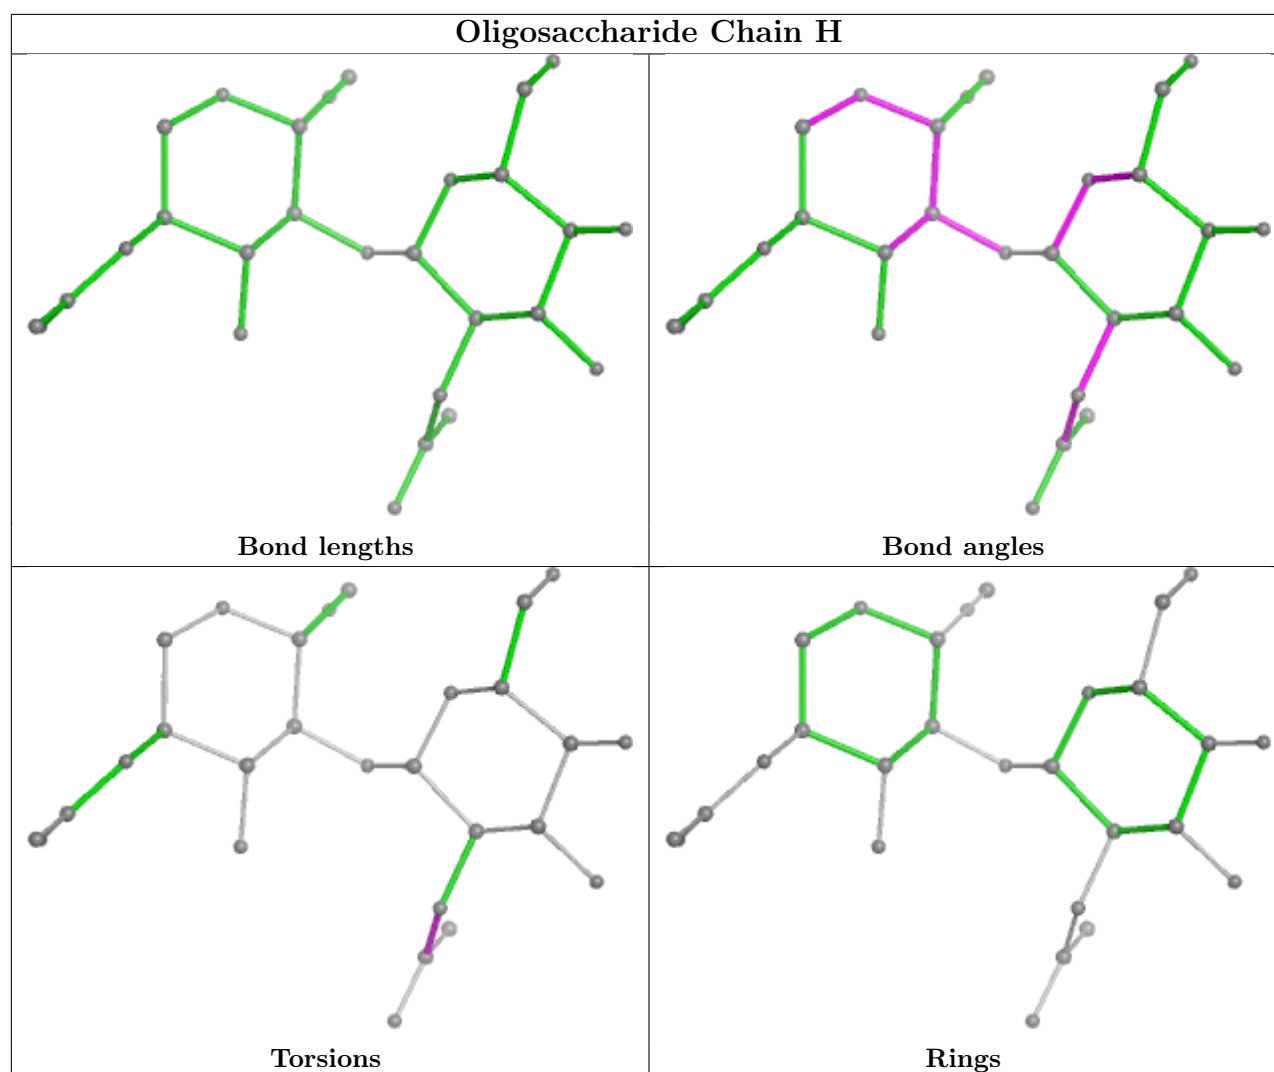 Oligosaccharide Chain H
Bond lengths
Bond angles
Torsions
Rings